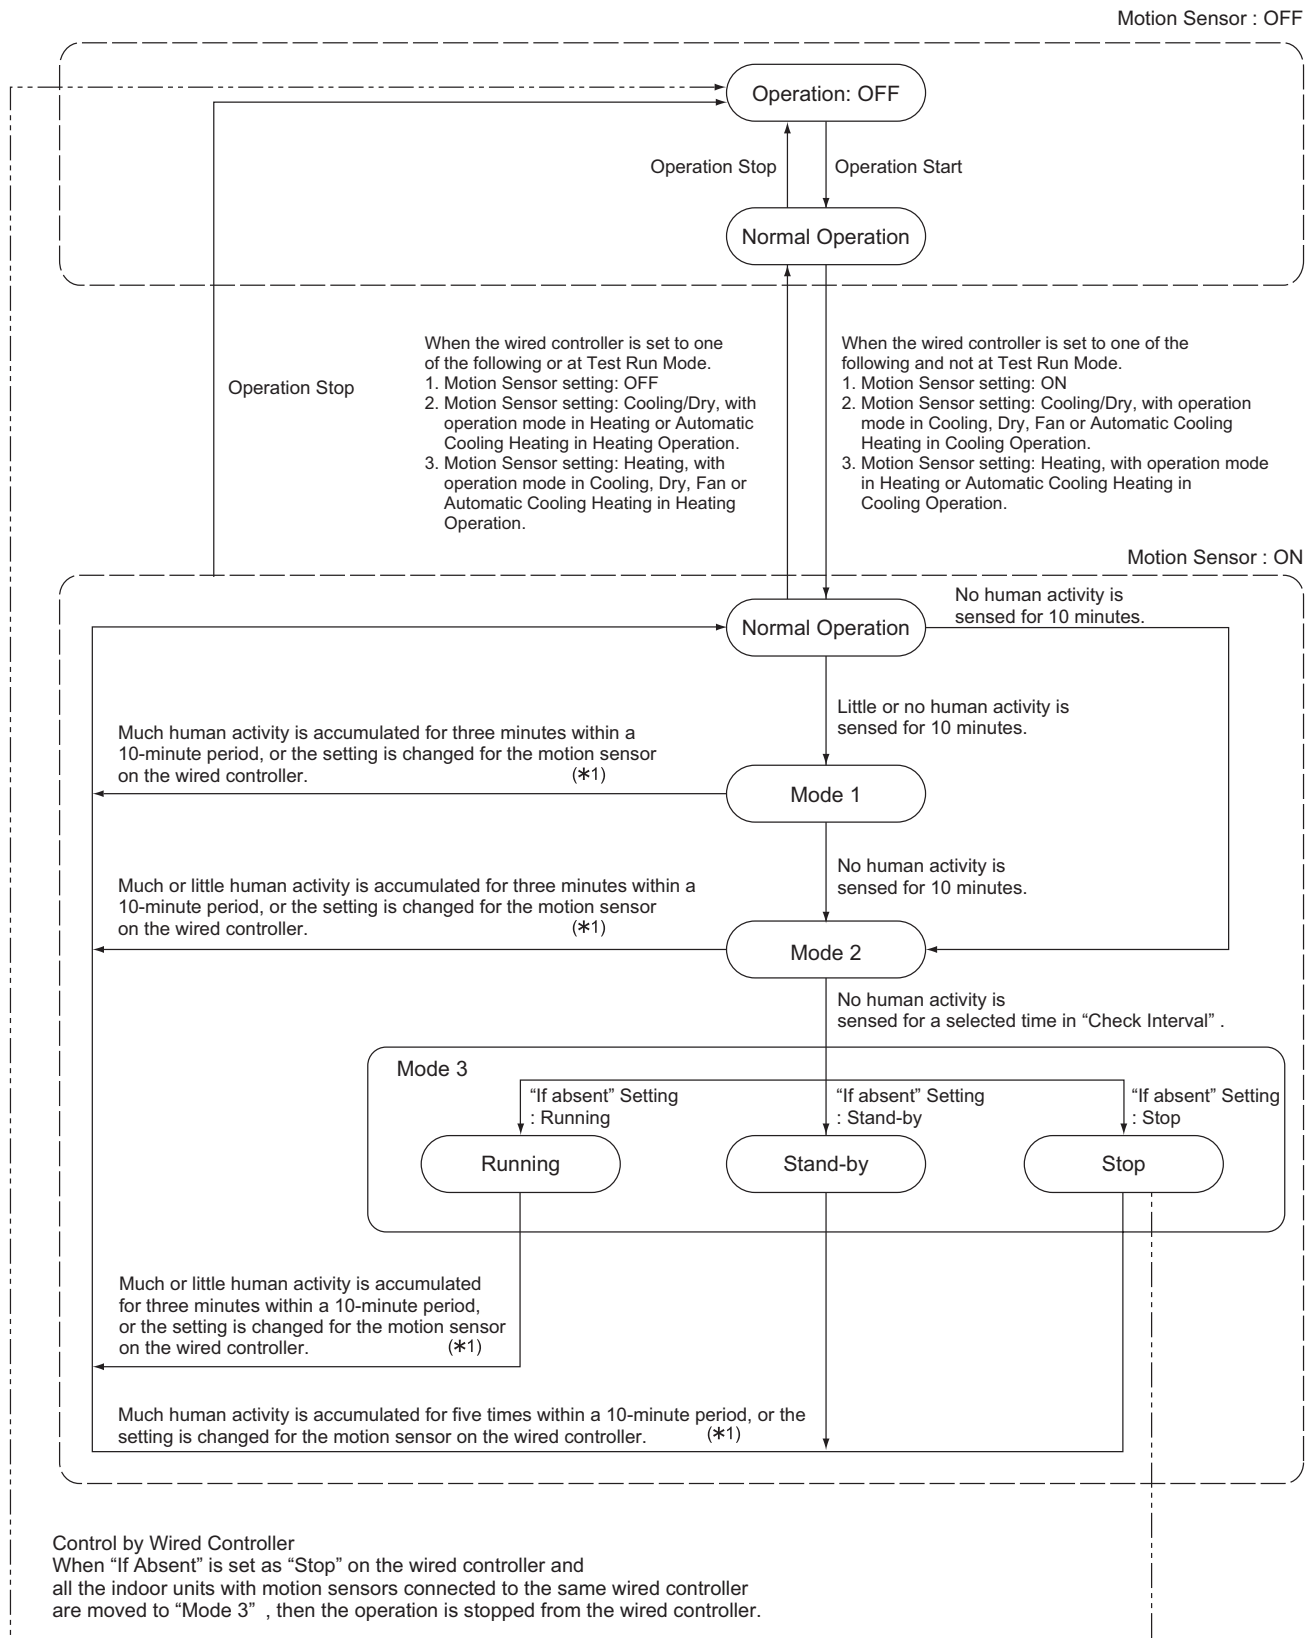 Motion Sensor : OFF
Operation: OFF
Operation Stop
Operation Start
Normal Operation
Operation Stop
When the wired controller is set to one
of the following or at Test Run Mode.
1. Motion Sensor setting: OFF
2. Motion Sensor setting: Cooling/Dry, with
operation mode in Heating or Automatic
Cooling Heating in Heating Operation.
3. Motion Sensor setting: Heating, with
operation mode in Cooling, Dry, Fan or
Automatic Cooling Heating in Heating
Operation.
When the wired controller is set to one of the
following and not at Test Run Mode.
1. Motion Sensor setting: ON
2. Motion Sensor setting: Cooling/Dry, with operation
mode in Cooling, Dry, Fan or Automatic Cooling
Heating in Cooling Operation.
3. Motion Sensor setting: Heating, with operation mode
in Heating or Automatic Cooling Heating in
Cooling Operation.
Motion Sensor : ON
Normal Operation
No human activity is
sensed for 10 minutes.
Little or no human activity is
sensed for 10 minutes.
Much human activity is accumulated for three minutes within a
10-minute period, or the setting is changed for the motion sensor
on the wired controller. (∗1)
Mode 1
No human activity is
sensed for 10 minutes.
Much or little human activity is accumulated for three minutes within a
10-minute period, or the setting is changed for the motion sensor
on the wired controller. (∗1)
Mode 2
No human activity is
sensed for a selected time in “Check Interval” .
Mode 3
“If absent” Setting
: Running
“If absent” Setting
: Stand-by
“If absent” Setting
: Stop
Running
Stand-by
Stop
Much or little human activity is accumulated
for three minutes within a 10-minute period,
or the setting is changed for the motion sensor
on the wired controller. (∗1)
Much human activity is accumulated for five times within a 10-minute period, or the
setting is changed for the motion sensor on the wired controller. (∗1)
Control by Wired Controller
When “If Absent” is set as “Stop” on the wired controller and
all the indoor units with motion sensors connected to the same wired controller
are moved to “Mode 3” , then the operation is stopped from the wired controller.